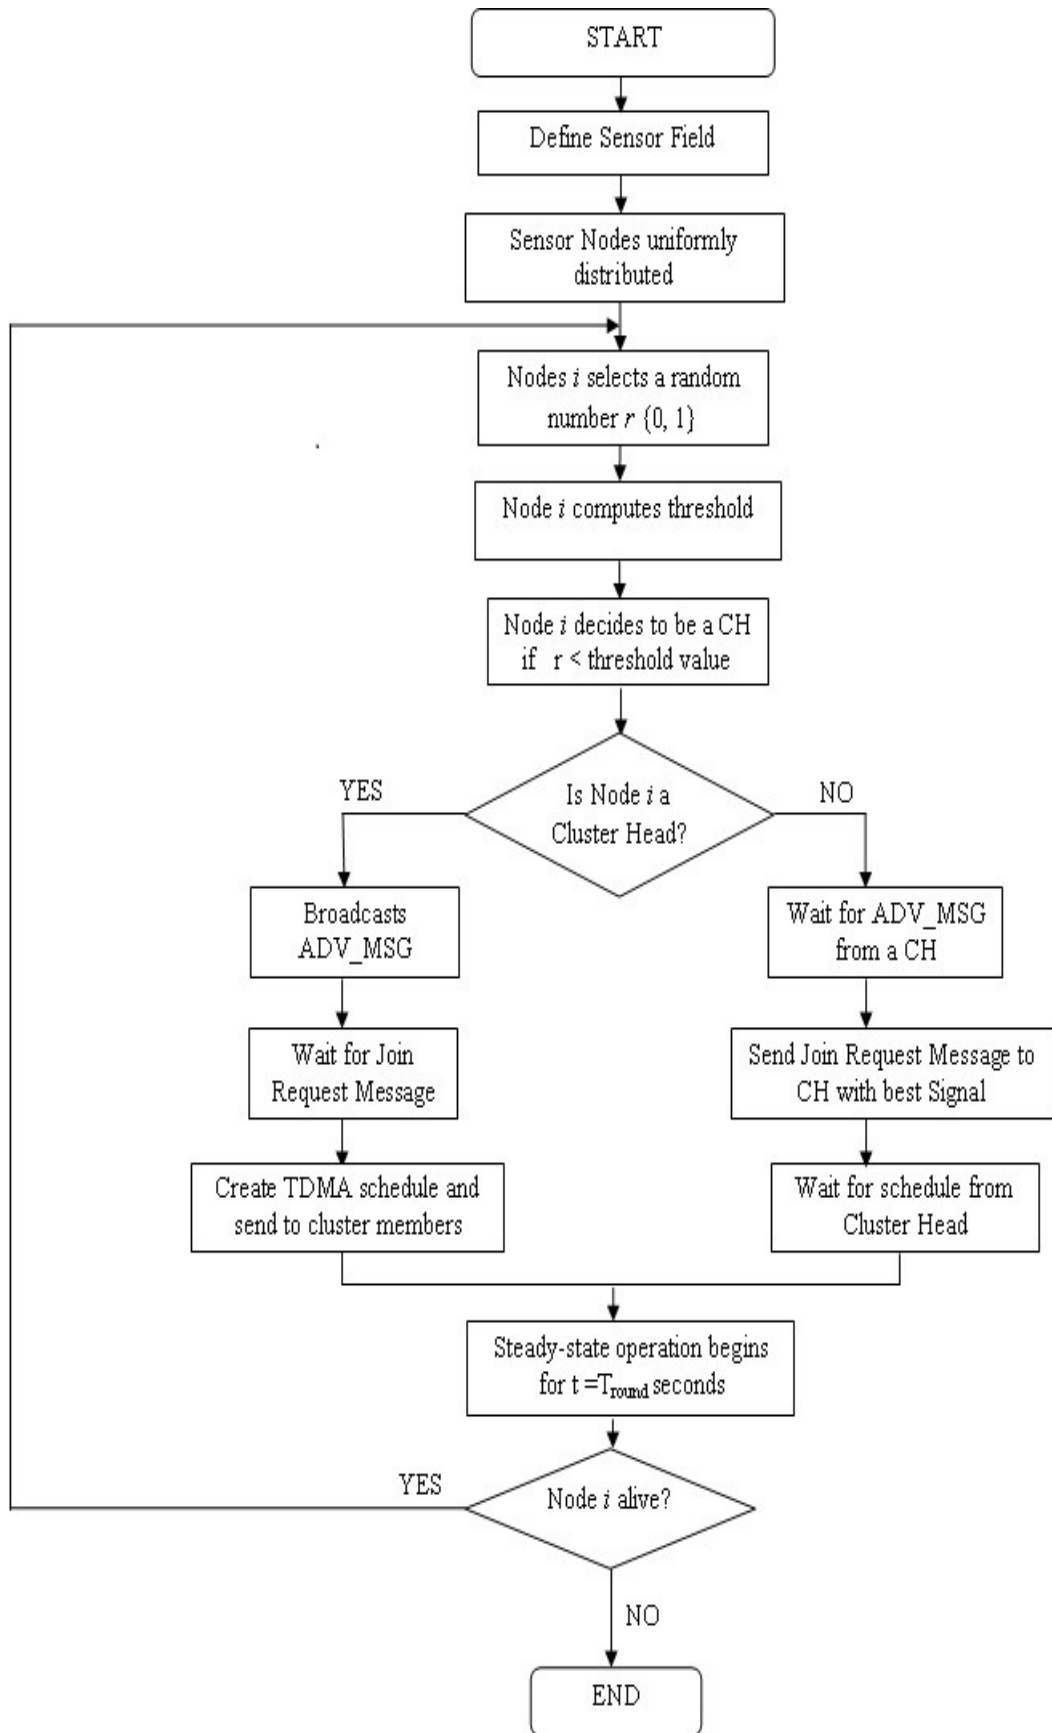 START
Define Sensor Field
Sensor Nodes uniformly
distributed
Nodes i selects a random
number r {0, 1}
Node i computes threshold
Node i decides to be a CH
if r < threshold value
Is Node i a
Cluster Head?
YES
NO
Broadcasts
ADV_MSG
Wait for ADV_MSG
from a CH
Wait for Join
Request Message
Send Join Request Message to
CH with best Signal
Create TDMA schedule and
send to cluster members
Wait for schedule from
Cluster Head
Steady-state operation begins
for t =Tround seconds
Node i alive?
YES
NO
END